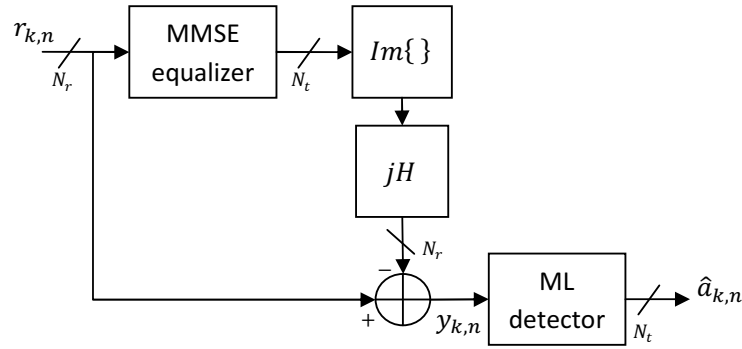 r_{k,n}
N_r
MMSE
equalizer
N_t
Im{ }
jH
N_r
−
+
y_{k,n}
ML
detector
N_t
â_{k,n}